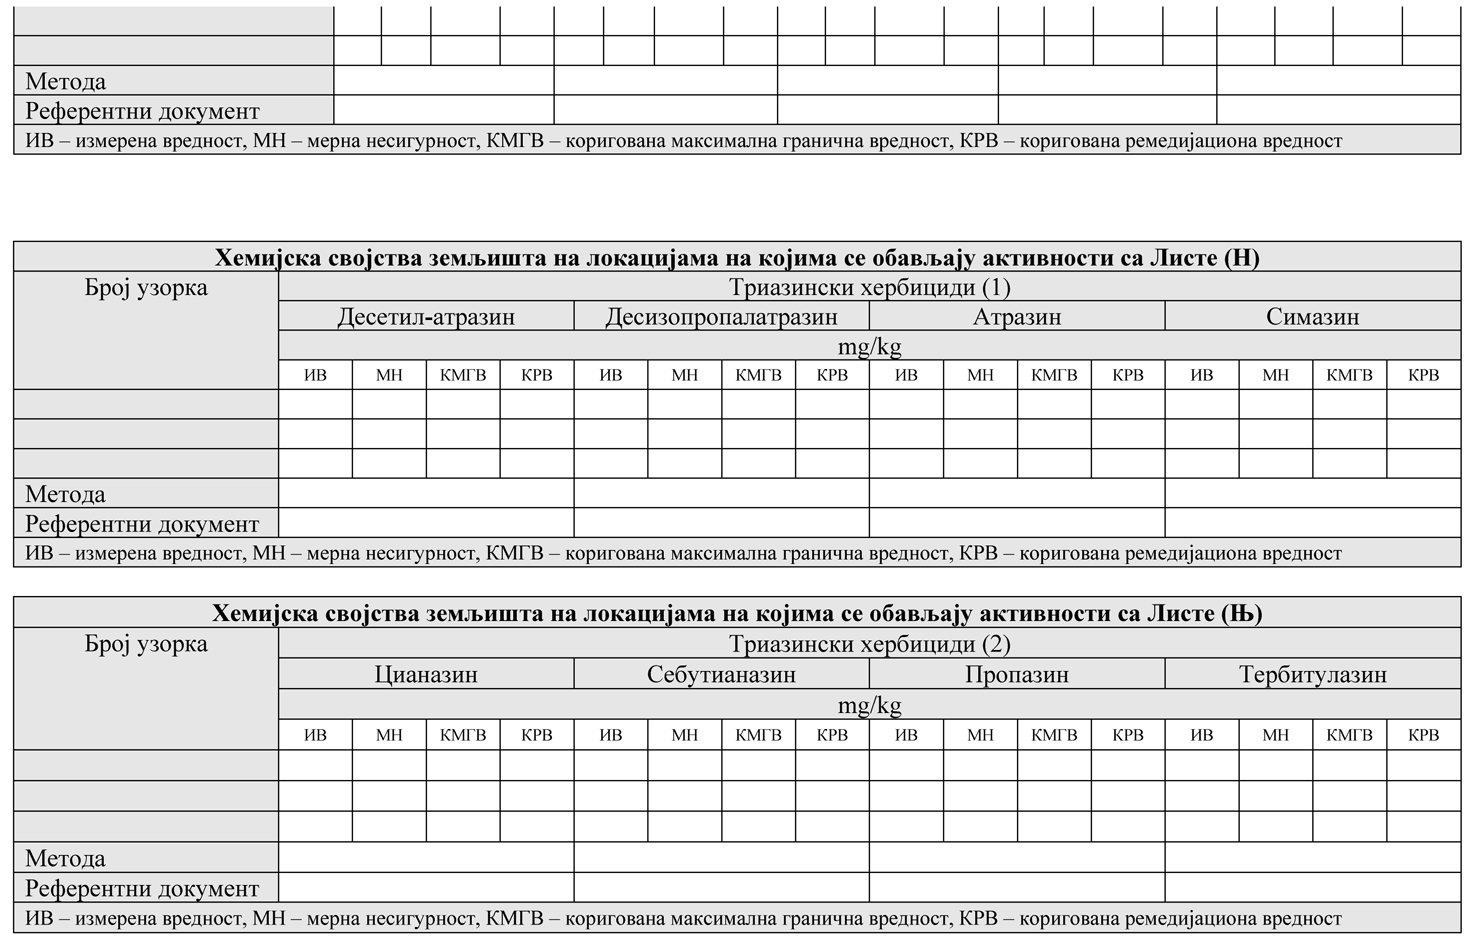 Метода
Референтни документ
ИВ – измерена вредност, МН – мерна несигурност, КМГВ – коригована максимална гранична вредност, КРВ – коригована ремедијациона вредност
Хемијска својства земљишта на локацијама на којима се обављају активности са Листе (Н)
Број узорка Триазински хербициди (1)
Десетил-атразин Десизопропалатразин Атразин Симазин
mg/kg
ИВ МН КМГВ КРВ ИВ МН КМГВ КРВ ИВ МН КМГВ КРВ ИВ МН КМГВ КРВ
Метода
Референтни документ
ИВ – измерена вредност, МН – мерна несигурност, КМГВ – коригована максимална гранична вредност, КРВ – коригована ремедијациона вредност
Хемијска својства земљишта на локацијама на којима се обављају активности са Листе (Њ)
Број узорка Триазински хербициди (2)
Цианазин Себутианазин Пропазин Тербитулазин
mg/kg
ИВ МН КМГВ КРВ ИВ МН КМГВ КРВ ИВ МН КМГВ КРВ ИВ МН КМГВ КРВ
Метода
Референтни документ
ИВ – измерена вредност, МН – мерна несигурност, КМГВ – коригована максимална гранична вредност, КРВ – коригована ремедијациона вредност